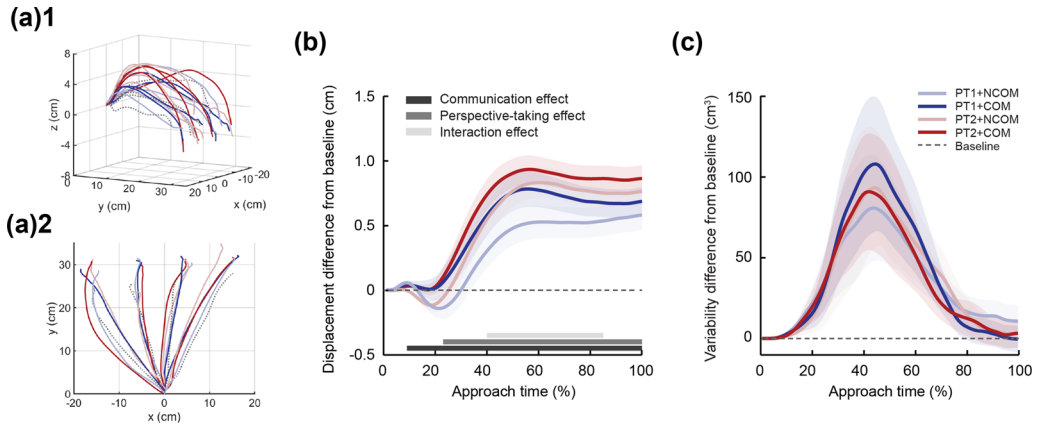 (a)1
8
4
z (cm)
0
-4
-8
0
10
20
30
y (cm)
20
10
0
-10
-20
x (cm)
(a)2
30
20
y (cm)
10
0
-20
-10
0
10
20
x (cm)
(b)
Displacement difference from baseline (cm)
1.5
1.0
0.5
0
-0.5
Communication effect
Perspective-taking effect
Interaction effect
0
20
40
60
80
100
Approach time (%)
(c)
Variability difference from baseline (cm³)
150
100
50
0
PT1+NCOM
PT1+COM
PT2+NCOM
PT2+COM
Baseline
0
20
40
60
80
100
Approach time (%)